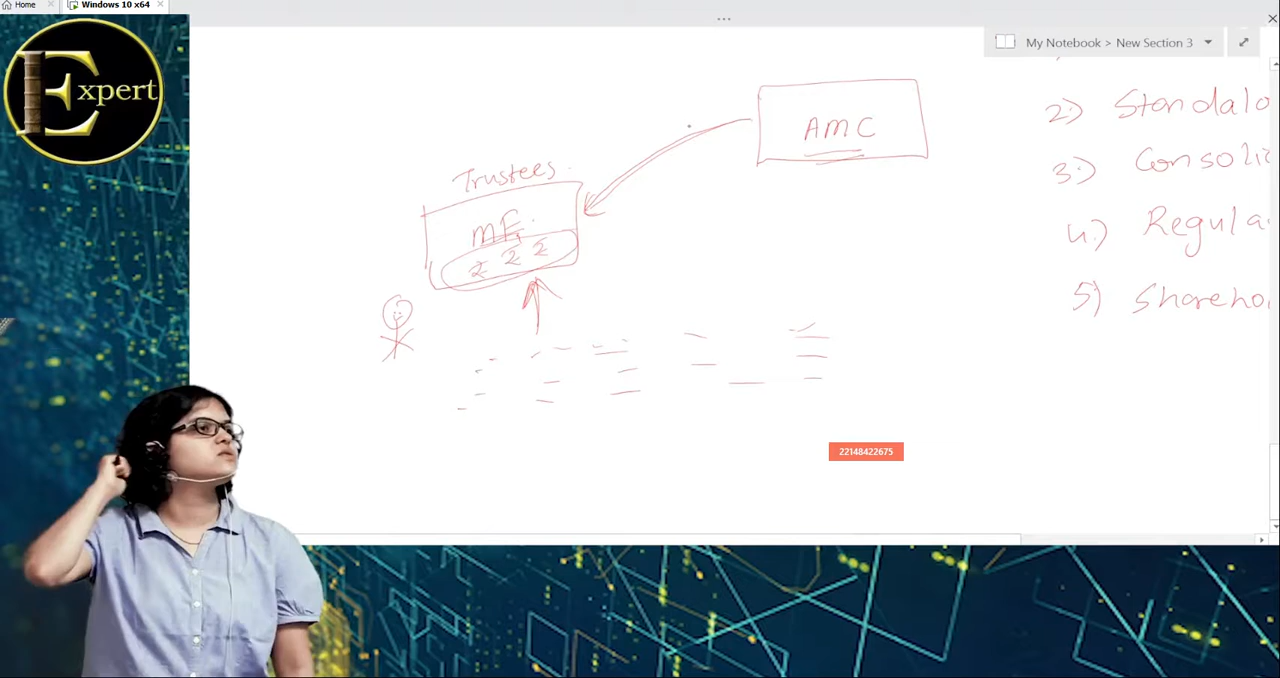 Home
Windows 10 x64
Expert
My Notebook > New Section 3
AMC
Trustees
MF
2) Standalo
3) Consolid
4) Regula
5) Shareho
22148422675